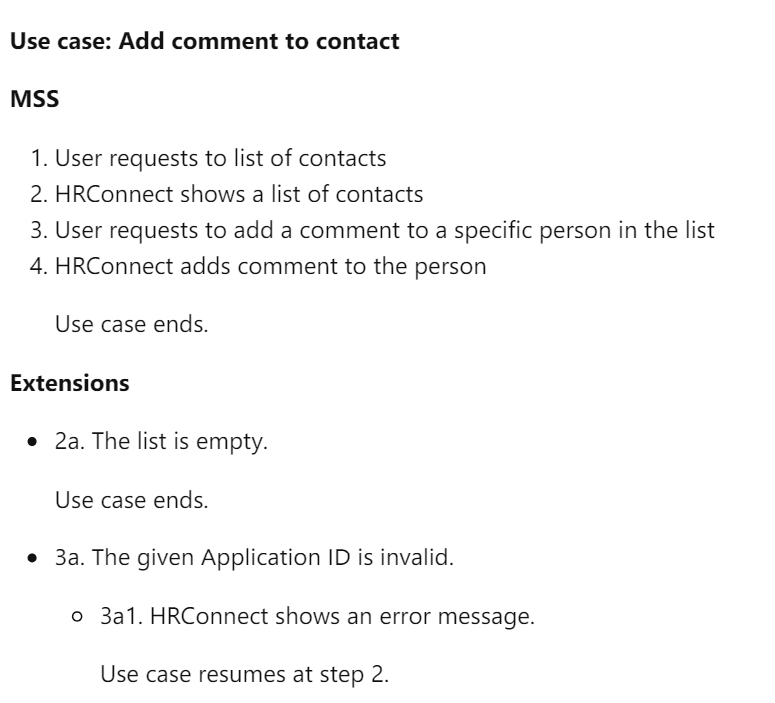 Use case: Add comment to contact
MSS
1. User requests to list of contacts
2. HRConnect shows a list of contacts
3. User requests to add a comment to a specific person in the list
4. HRConnect adds comment to the person
Use case ends.
Extensions
• 2a. The list is empty.
Use case ends.
• 3a. The given Application ID is invalid.
○ 3a1. HRConnect shows an error message.
Use case resumes at step 2.